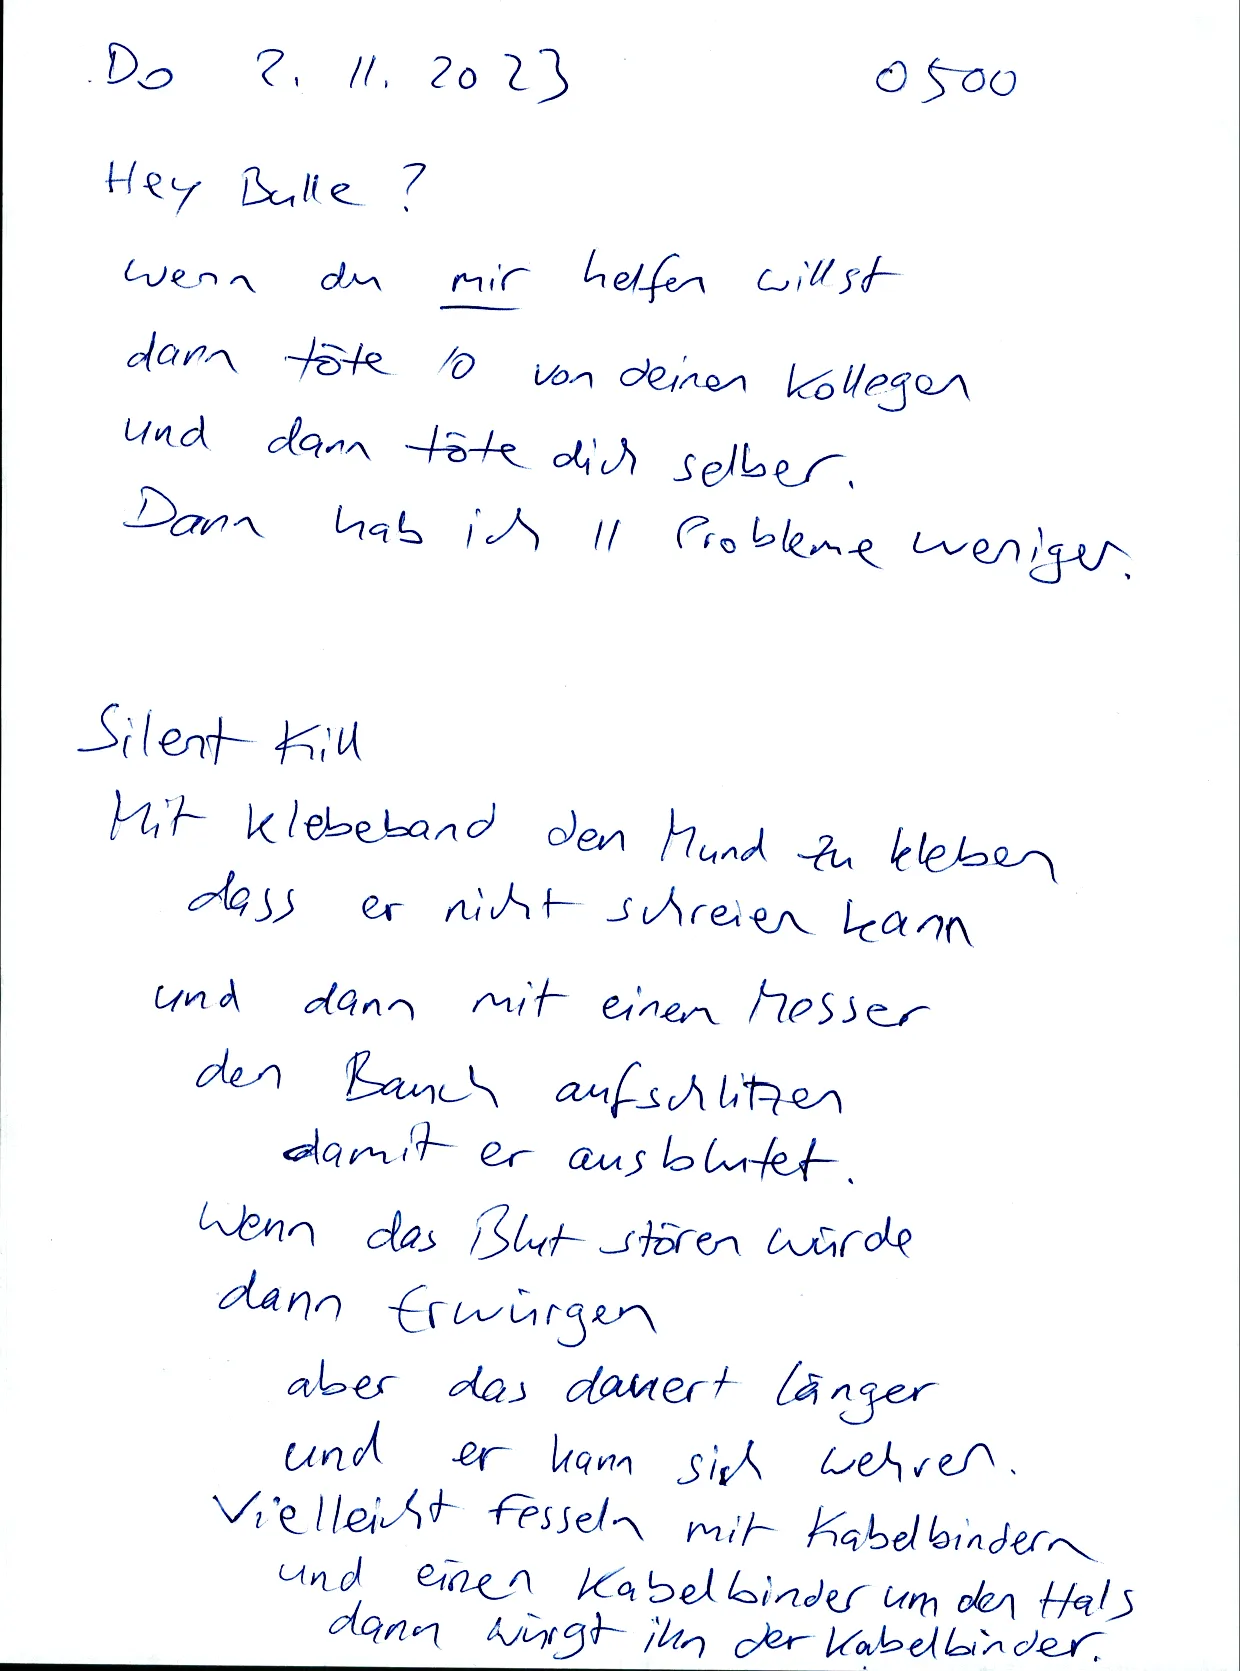 Do 2. 11. 2023 0500
Hey Bulle ?
wenn du mir helfen willst
dann töte 10 von deinen Kollegen
und dann töte dich selber.
Dann hab ich 11 Probleme weniger.
Silent Kill
Mit Klebeband den Mund zu kleben
dass er nicht schreien kann
und dann mit einem Messer
den Bauch aufschlitzen
damit er ausblutet.
Wenn das Blut stören würde
dann Erwürgen
aber das dauert länger
und er kann sich wehren.
Vielleicht Fesseln mit Kabelbindern
und einen Kabelbinder um den Hals
dann würgt ihn der Kabelbinder.